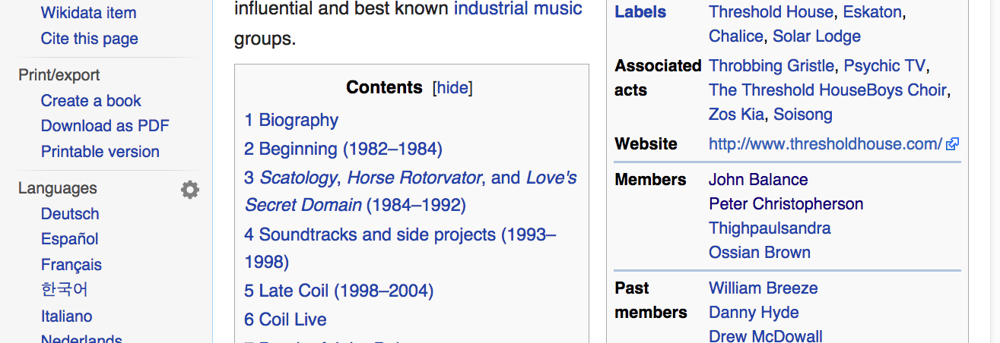 Wikidata item
Cite this page
Print/export
Create a book
Download as PDF
Printable version
Languages
Deutsch
Español
Français
한국어
Italiano
Nederlands
influential and best known industrial music
groups.
Contents [hide]
1 Biography
2 Beginning (1982–1984)
3 Scatology, Horse Rotorvator, and Love's
Secret Domain (1984–1992)
4 Soundtracks and side projects (1993–
1998)
5 Late Coil (1998–2004)
6 Coil Live
Labels Threshold House, Eskaton,
Chalice, Solar Lodge
Associated Throbbing Gristle, Psychic TV,
acts The Threshold HouseBoys Choir,
Zos Kia, Soisong
Website http://www.thresholdhouse.com/
Members John Balance
Peter Christopherson
Thighpaulsandra
Ossian Brown
Past William Breeze
members Danny Hyde
Drew McDowall